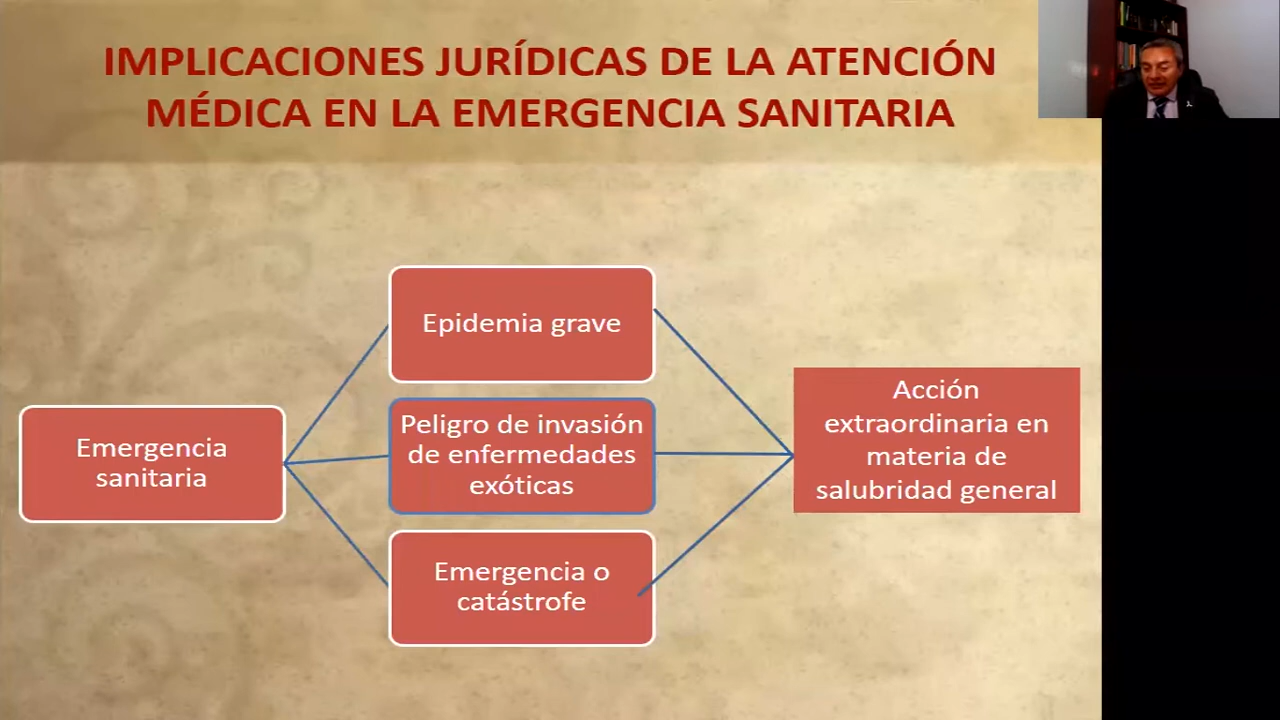 IMPLICACIONES JURÍDICAS DE LA ATENCIÓN
MÉDICA EN LA EMERGENCIA SANITARIA
Emergencia
sanitaria
Epidemia grave
Peligro de invasión
de enfermedades
exóticas
Emergencia o
catástrofe
Acción
extraordinaria en
materia de
salubridad general